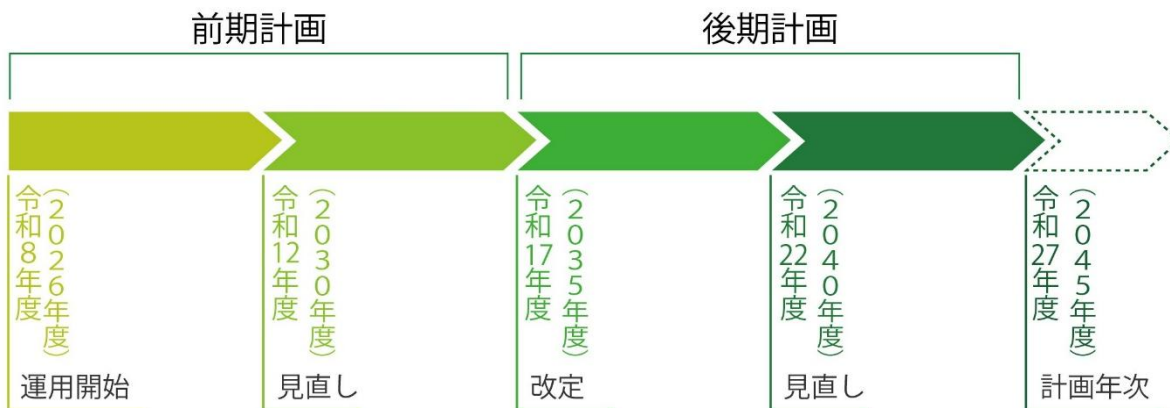 前期計画
後期計画
令和8年度
（2026年度）
運用開始
令和12年度
（2030年度）
見直し
令和17年度
（2035年度）
改定
令和22年度
（2040年度）
見直し
令和27年度
（2045年度）
計画年次